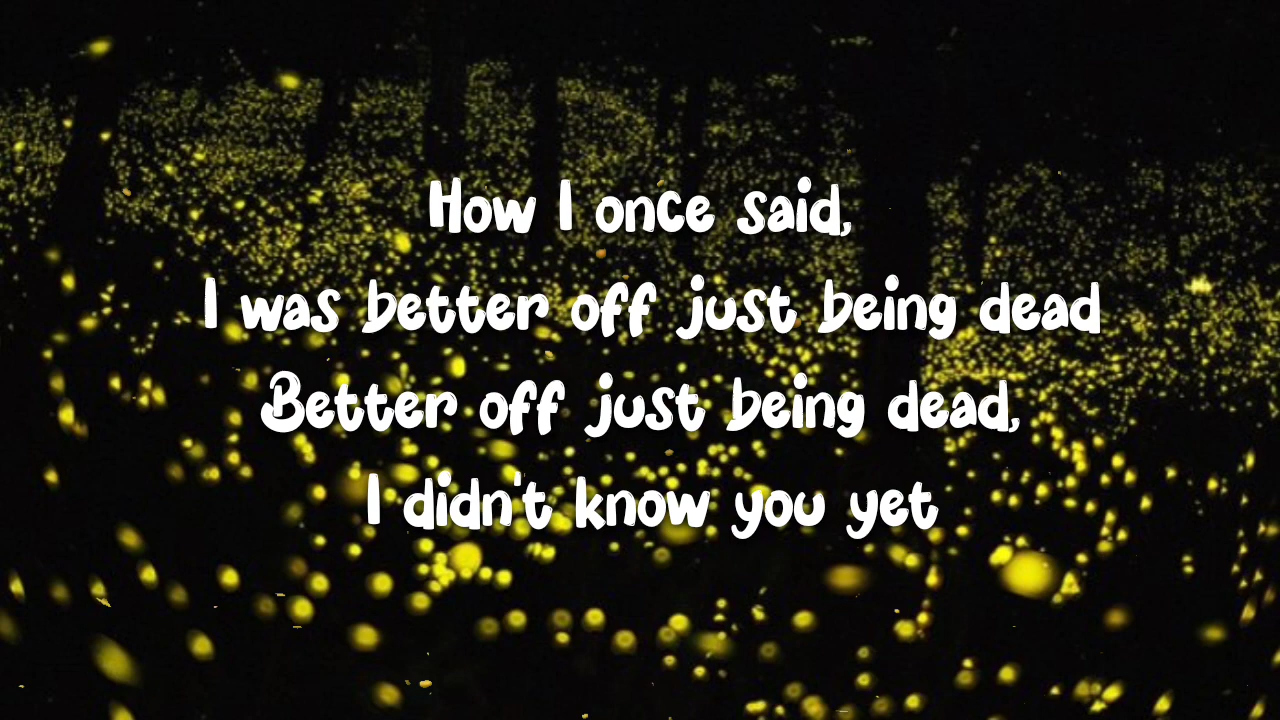 How I once said,
I was better off just being dead
Better off just being dead,
I didn't know you yet